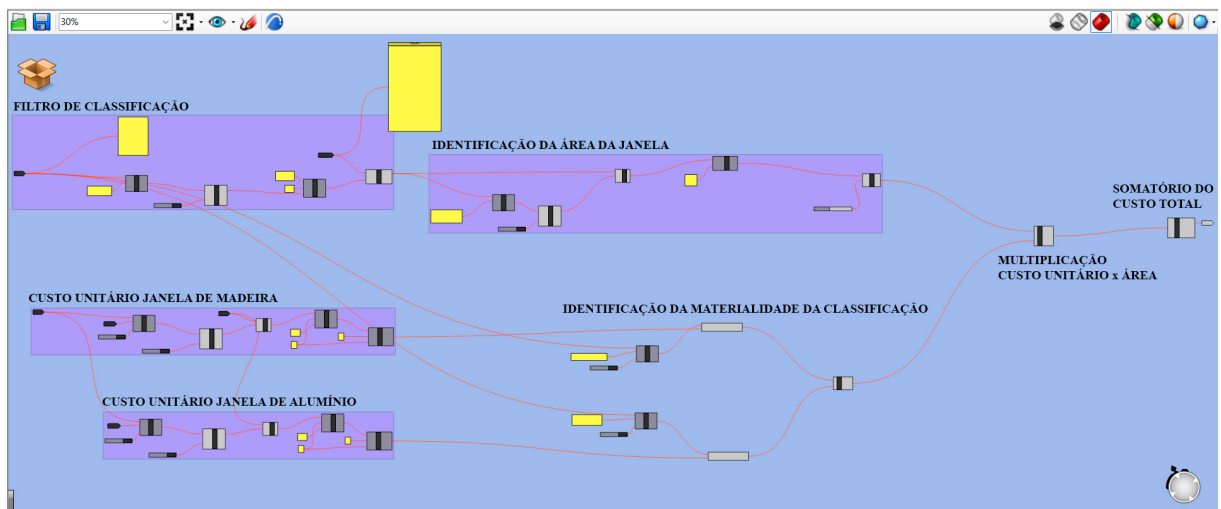 30%
FILTRO DE CLASSIFICAÇÃO
IDENTIFICAÇÃO DA ÁREA DA JANELA
SOMATÓRIO DO
CUSTO TOTAL
MULTIPLICAÇÃO
CUSTO UNITÁRIO x ÁREA
CUSTO UNITÁRIO JANELA DE MADEIRA
IDENTIFICAÇÃO DA MATERIALIDADE DA CLASSIFICAÇÃO
CUSTO UNITÁRIO JANELA DE ALUMÍNIO